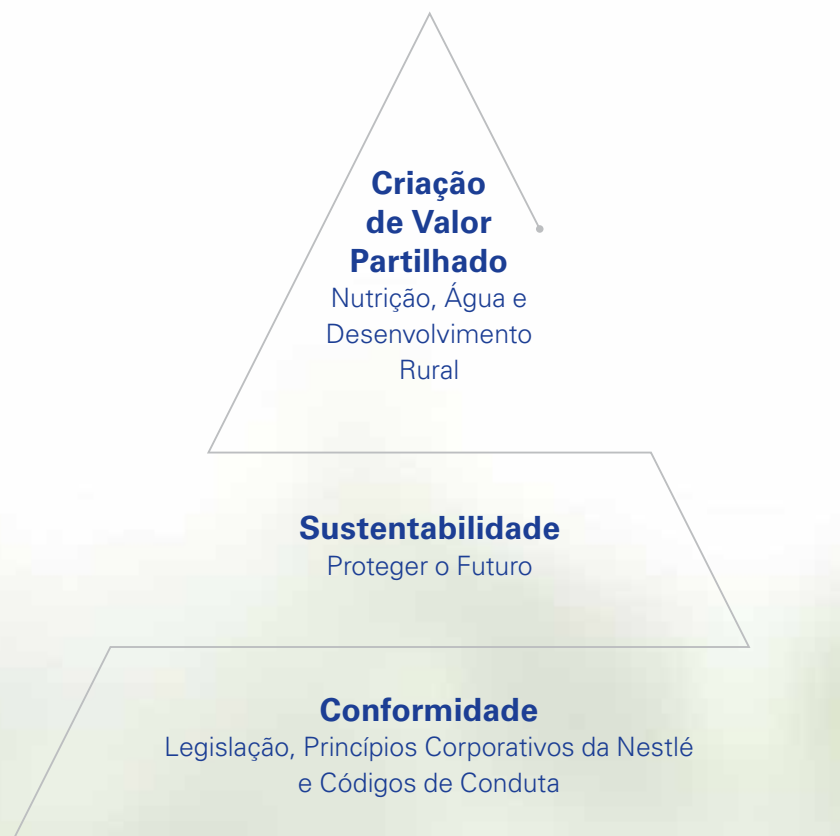 Criação
de Valor
Partilhado
Nutrição, Água e
Desenvolvimento
Rural
Sustentabilidade
Proteger o Futuro
Conformidade
Legislação, Princípios Corporativos da Nestlé
e Códigos de Conduta